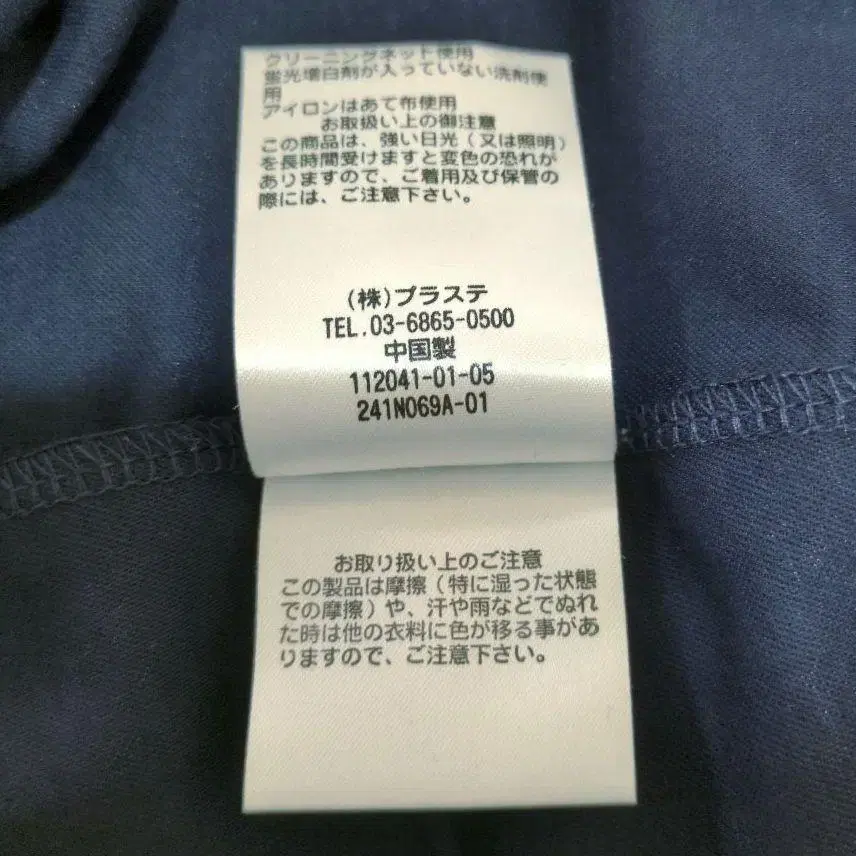 クリーニングネット使用
蛍光増白剤が入っていない洗剤使
用
アイロンはあて布使用
お取扱い上の御注意
この商品は、強い日光(又は照明)
を長時間受けますと変色の恐れが
ありますので、ご着用及び保管の
際には、ご注意下さい。
(株)プラステ
TEL.03-6865-0500
中国製
112041-01-05
241N069A-01
お取り扱い上のご注意
この製品は摩擦(特に湿った状態
での摩擦)や、汗や雨などでぬれ
た時は他の衣料に色が移る事があ
りますので、ご注意下さい。